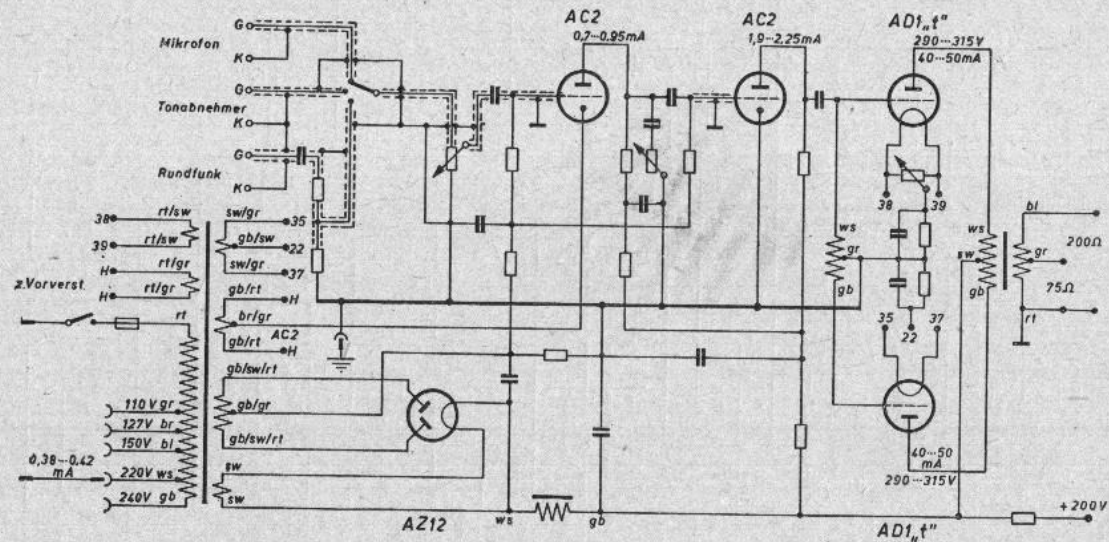 AC2
0,7-0,95mA
AC2
1,9-2,25mA
AD1„t"
290---315V
40---50mA
Mikrofon
G
K
Tonabnehmer
G
K
Rundfunk
G
K
38
rt/sw
39
rt/sw
H
rt/gr
H
rt/gr
z.Vorverst.
rt
sw/gr
35
gb/sw
22
sw/gr
37
gb/rt
H
br/gr
AC2
gb/rt
H
gb/sw/rt
gb/gr
gb/sw/rt
sw
sw
110V gr
127V br
150V bl
0,38---0,42
mA
220V ws
240V gb
AZ12
ws
gb
ws
gr
gb
38
39
35
22
37
ws
sw
gb
bl
200Ω
gr
75Ω
rt
40---50
mA
290---315V
AD1„t"
+200V